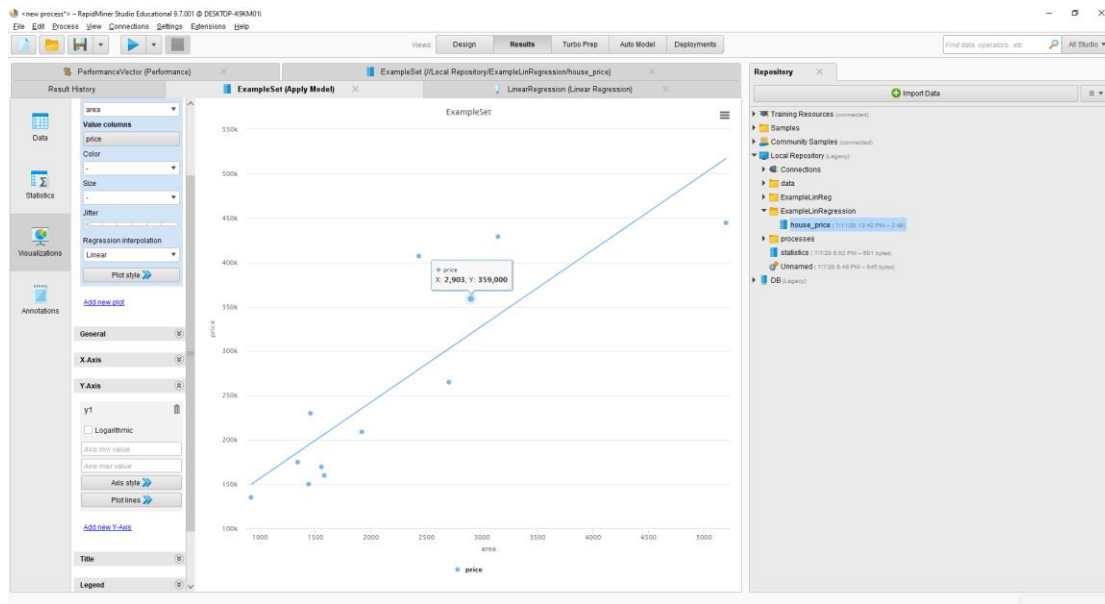 <new process*> – RapidMiner Studio Educational 9.7.001 @ DESKTOP-K9KM01I
File Edit Process View Connections Settings Extensions Help
Views: Design Results Turbo Prep Auto Model Deployments
Find data, operators...etc All Studio
PerformanceVector (Performance) ExampleSet (//Local Repository/ExampleLinRegression/house_price)
Result History ExampleSet (Apply Model) LinearRegression (Linear Regression)
Data
Statistics
Visualizations
Annotations
area
Value columns
price
Color
-
Size
-
Jitter
Regression interpolation
Linear
Plot style
Add new plot
General
X-Axis
Y-Axis
y1
Logarithmic
Axis min value
Axis max value
Axis style
Plot lines
Add new Y-Axis
Title
Legend
ExampleSet
550k
500k
450k
400k
350k
300k
250k
200k
150k
100k
price
price
X: 2,903, Y: 359,000
1000 1500 2000 2500 3000 3500 4000 4500 5000
area
price
Repository
Import Data
Training Resources (connected)
Samples
Community Samples (connected)
Local Repository (Legacy)
Connections
data
ExampleLinReg
ExampleLinRegression
house_price
processes
statistics
Unnamed
DB (Legacy)